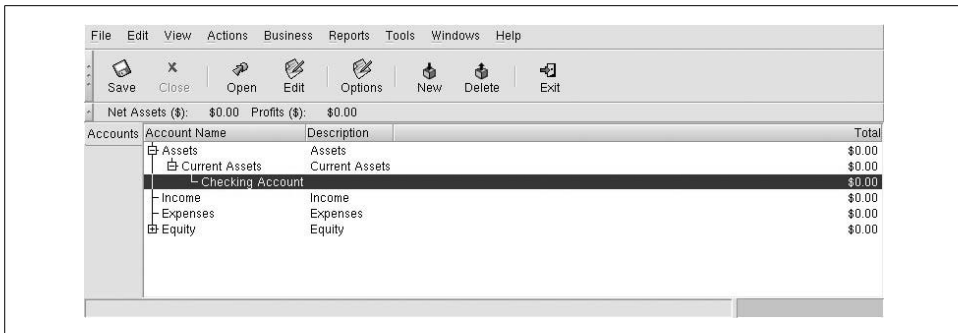 File Edit View Actions Business Reports Tools Windows Help
Save Close Open Edit Options New Delete Exit
Net Assets ($): $0.00 Profits ($): $0.00
Accounts Account Name Description Total
Assets Assets $0.00
Current Assets Current Assets $0.00
Checking Account $0.00
Income Income $0.00
Expenses Expenses $0.00
Equity Equity $0.00